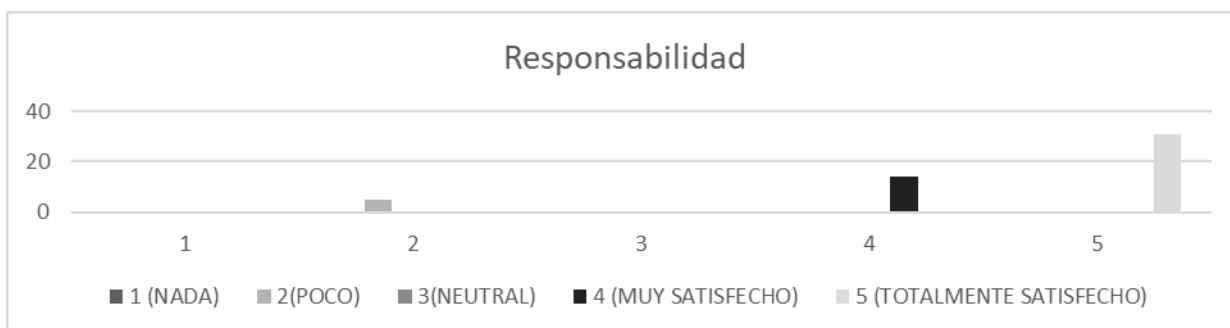 Responsabilidad
40
20
0
1 2 3 4 5
1 (NADA) 2(POCO) 3(NEUTRAL) 4 (MUY SATISFECHO) 5 (TOTALMENTE SATISFECHO)